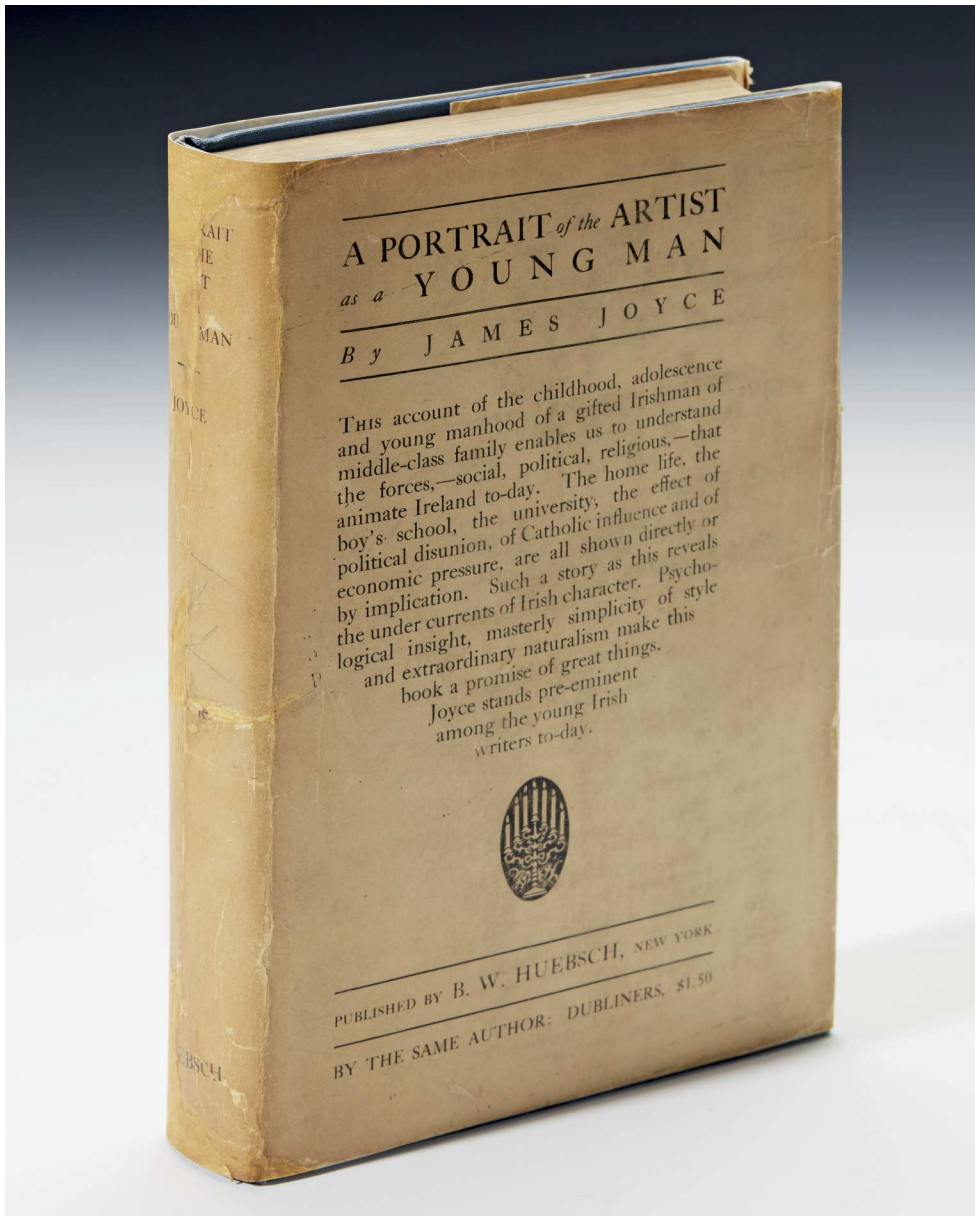 RAIT
HE
T
OU MAN
JOYCE
A PORTRAIT of the ARTIST
as a YOUNG MAN
By JAMES JOYCE
THIS account of the childhood, adolescence
and young manhood of a gifted Irishman of
middle-class family enables us to understand
the forces,—social, political, religious,—that
animate Ireland to-day. The home life, the
boy's school, the university, the effect of
political disunion, of Catholic influence and of
economic pressure, are all shown directly or
by implication. Such a story as this reveals
the under currents of Irish character. Psycho-
logical insight, masterly simplicity of style
and extraordinary naturalism make this
book a promise of great things.
Joyce stands pre-eminent
among the young Irish
writers to-day.
PUBLISHED BY B. W. HUEBSCH, NEW YORK
BY THE SAME AUTHOR: DUBLINERS, $1.50
EBSCH